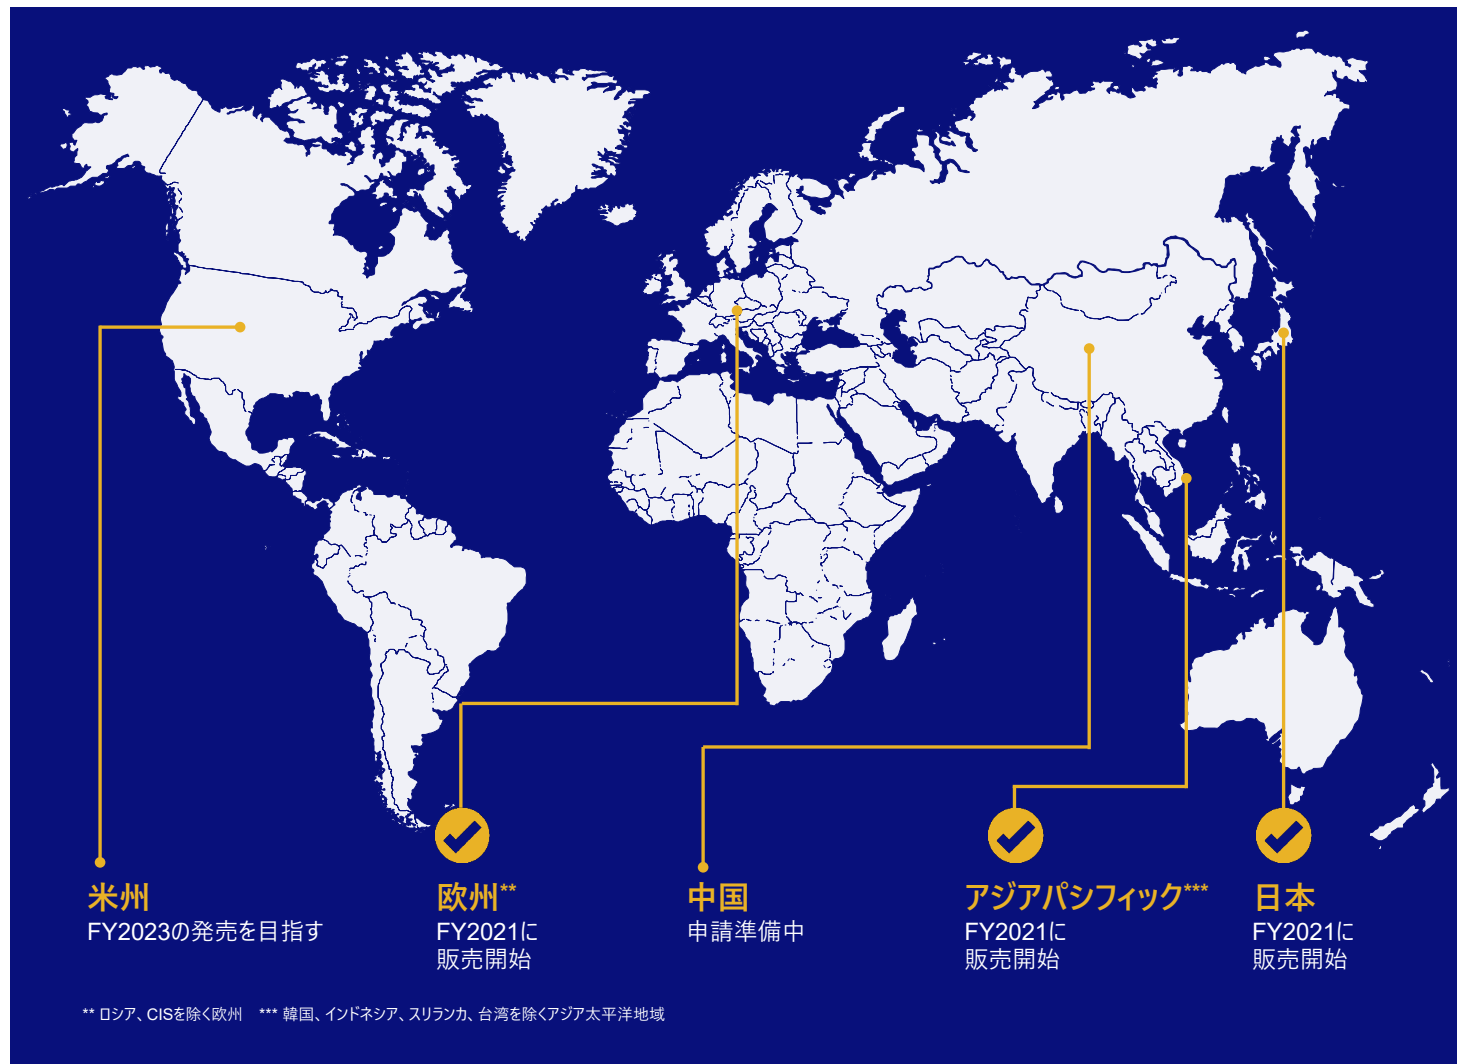 米州
FY2023の発売を目指す
欧州**
FY2021に
販売開始
中国
申請準備中
アジアパシフィック***
FY2021に
販売開始
日本
FY2021に
販売開始
** ロシア、CISを除く欧州 *** 韓国、インドネシア、スリランカ、台湾を除くアジア太平洋地域